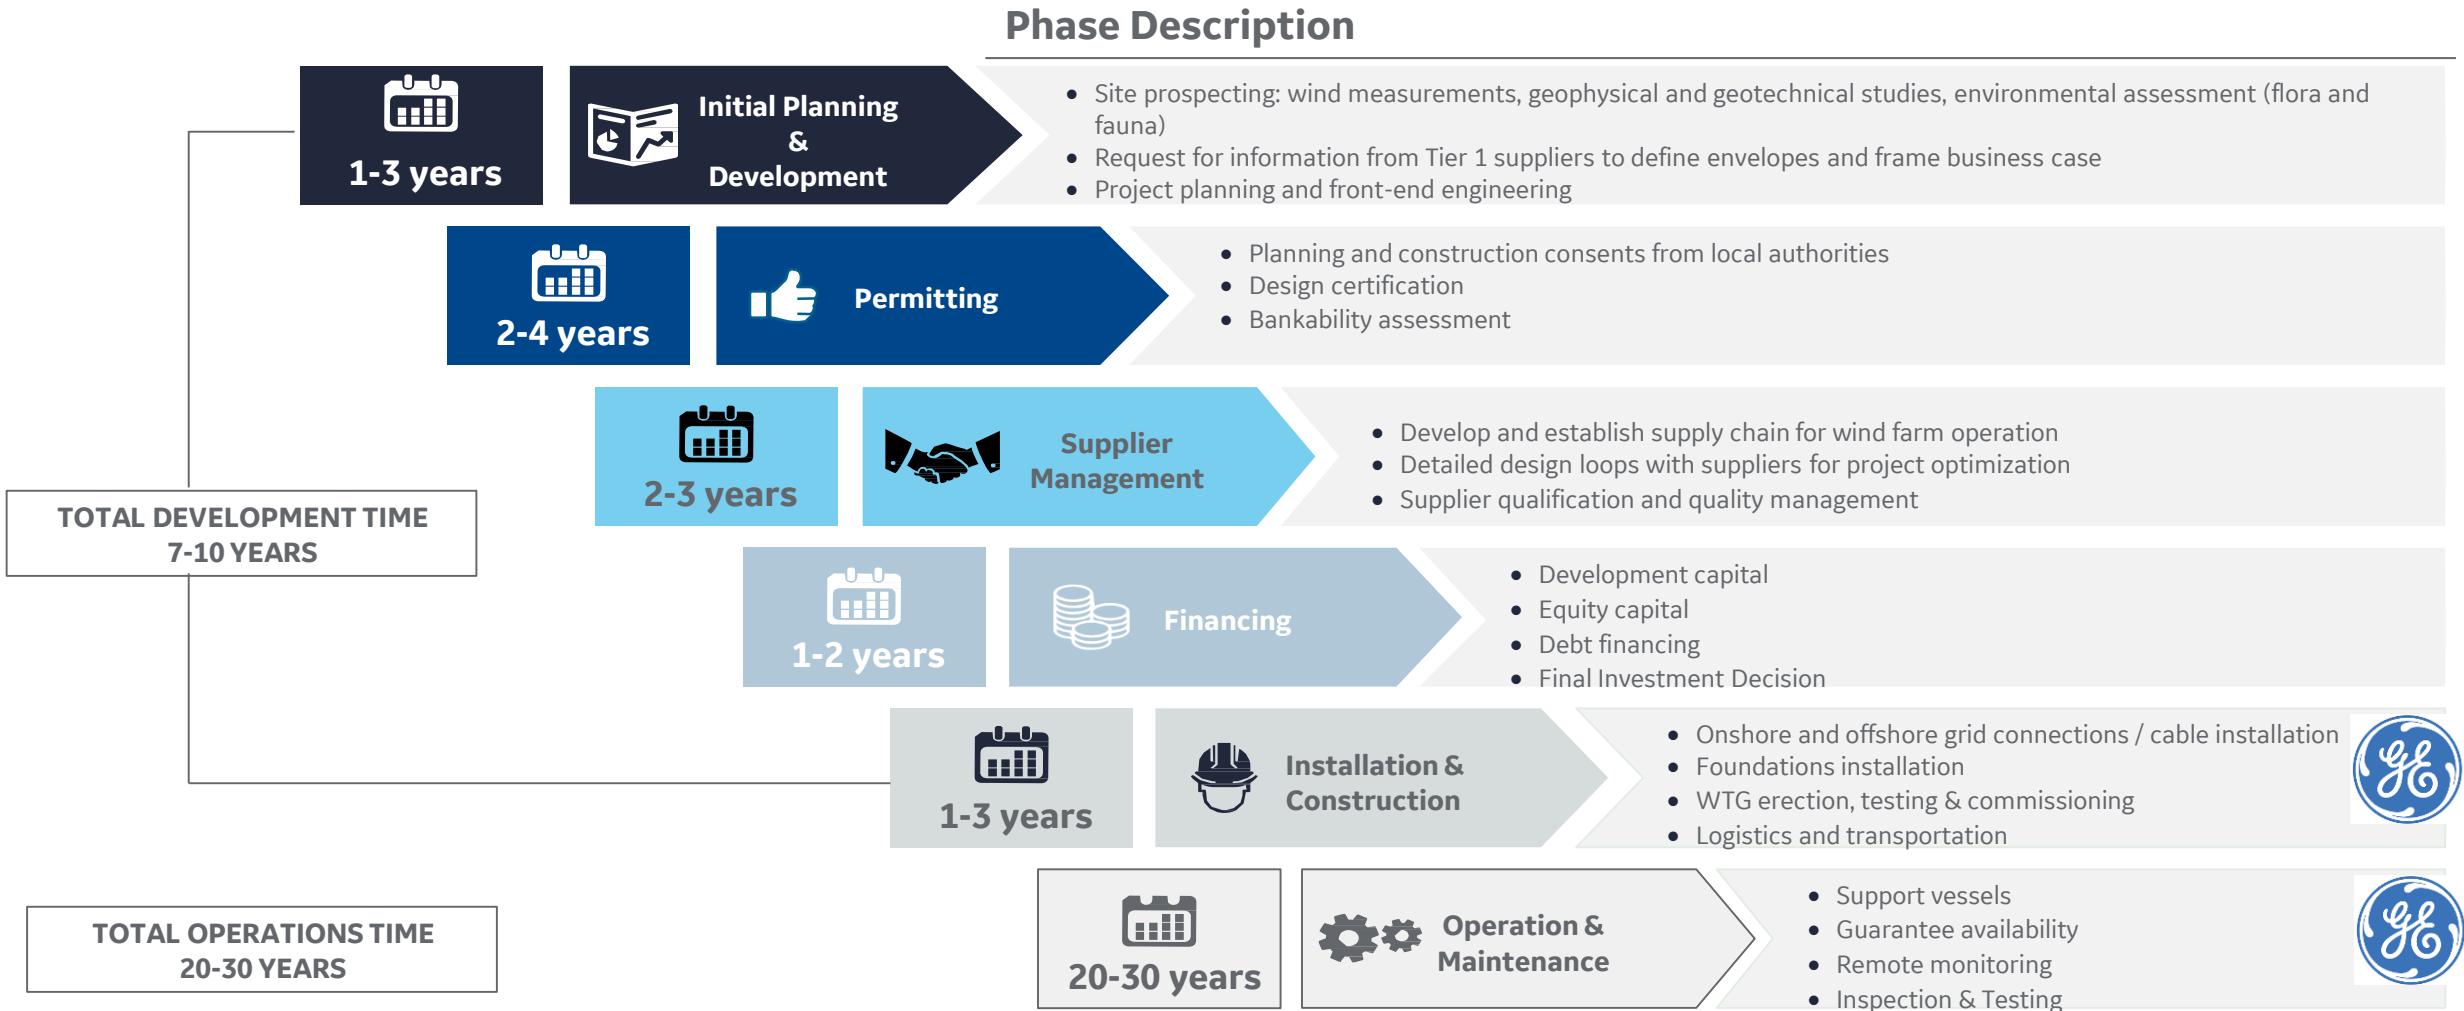 Phase Description
1-3 years
Initial Planning
&
Development
• Site prospecting: wind measurements, geophysical and geotechnical studies, environmental assessment (flora and
fauna)
• Request for information from Tier 1 suppliers to define envelopes and frame business case
• Project planning and front-end engineering
2-4 years
Permitting
• Planning and construction consents from local authorities
• Design certification
• Bankability assessment
2-3 years
Supplier
Management
• Develop and establish supply chain for wind farm operation
• Detailed design loops with suppliers for project optimization
• Supplier qualification and quality management
TOTAL DEVELOPMENT TIME
7-10 YEARS
1-2 years
Financing
• Development capital
• Equity capital
• Debt financing
• Final Investment Decision
1-3 years
Installation &
Construction
• Onshore and offshore grid connections / cable installation
• Foundations installation
• WTG erection, testing & commissioning
• Logistics and transportation
GE
TOTAL OPERATIONS TIME
20-30 YEARS
20-30 years
Operation &
Maintenance
• Support vessels
• Guarantee availability
• Remote monitoring
• Inspection & Testing
GE